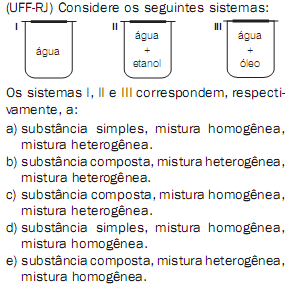 (UFF-RJ) Considere os seguintes sistemas:
I II III
água
água
+
etanol
água
+
óleo
Os sistemas I, II e III correspondem, respecti-
vamente, a:
a) substância simples, mistura homogênea,
mistura heterogênea.
b) substância composta, mistura heterogênea,
mistura heterogênea.
c) substância composta, mistura homogênea,
mistura heterogênea.
d) substância simples, mistura homogênea,
mistura homogênea.
e) substância composta, mistura heterogênea,
mistura homogênea.